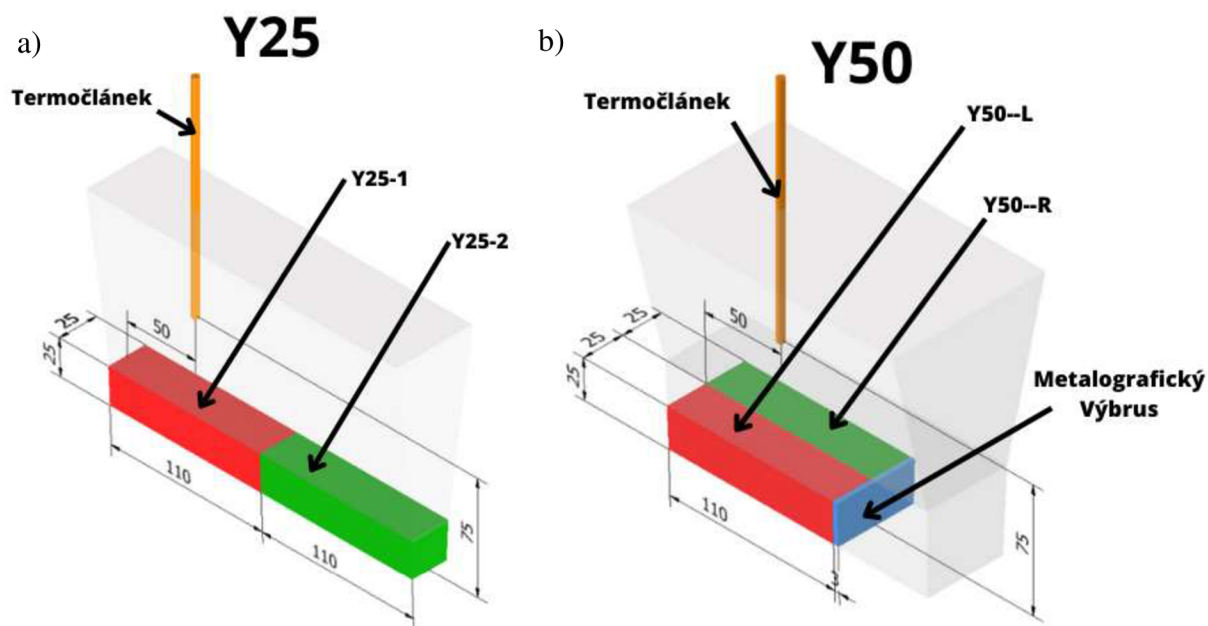 a)
Y25
Termočlánek
Y25-1
Y25-2
25
50
25
110
110
75
b)
Y50
Termočlánek
Y50--L
Y50--R
25
25
50
25
Metalografický
Výbrus
110
3
75